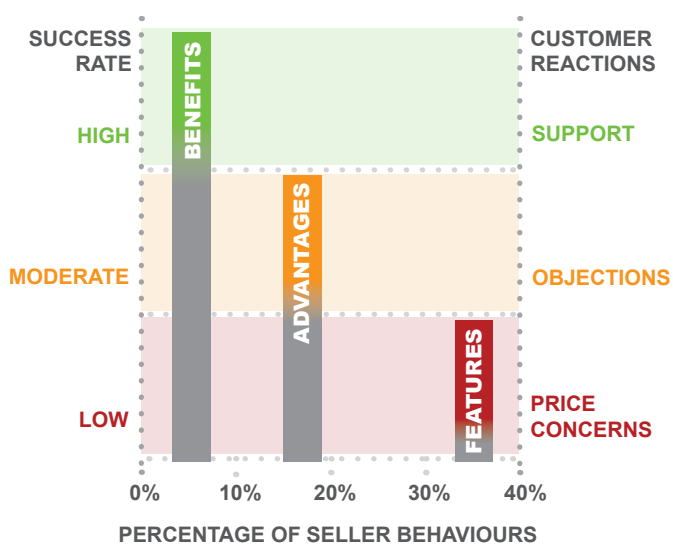 SUCCESS
RATE
CUSTOMER
REACTIONS
BENEFITS
HIGH
SUPPORT
ADVANTAGES
MODERATE
OBJECTIONS
FEATURES
LOW
PRICE
CONCERNS
0%
10%
20%
30%
40%
PERCENTAGE OF SELLER BEHAVIOURS